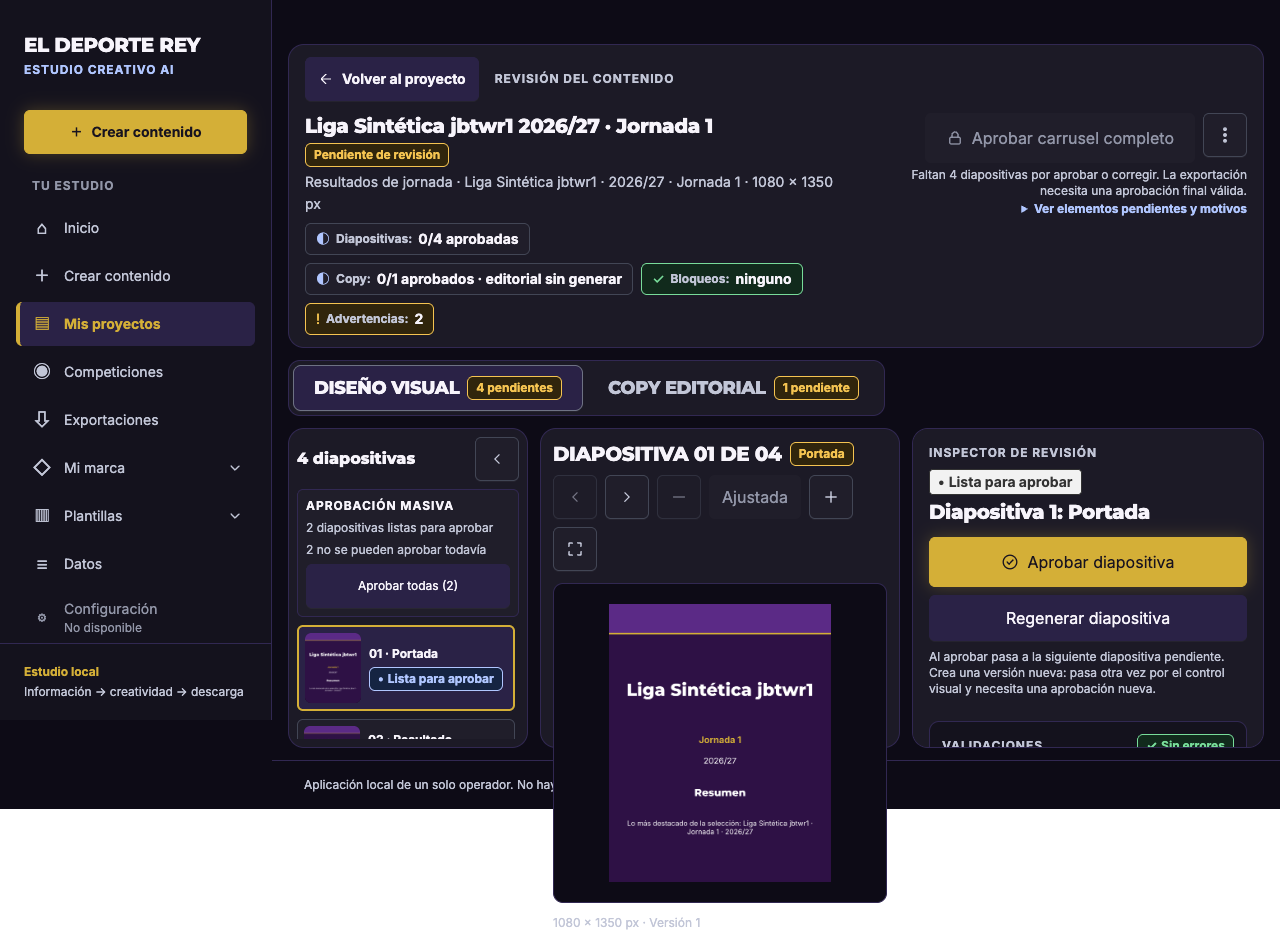 EL DEPORTE REY
ESTUDIO CREATIVO AI
+ Crear contenido
TU ESTUDIO
Inicio
Crear contenido
Mis proyectos
Competiciones
Exportaciones
Mi marca
Plantillas
Datos
Configuración
No disponible
Estudio local
Información → creatividad → descarga
← Volver al proyecto
REVISIÓN DEL CONTENIDO
Liga Sintética jbtwr1 2026/27 · Jornada 1
Pendiente de revisión
Resultados de jornada · Liga Sintética jbtwr1 · 2026/27 · Jornada 1 · 1080 × 1350
px
Diapositivas: 0/4 aprobadas
Copy: 0/1 aprobados · editorial sin generar
✓ Bloqueos: ninguno
! Advertencias: 2
Aprobar carrusel completo
Faltan 4 diapositivas por aprobar o corregir. La exportación
necesita una aprobación final válida.
▸ Ver elementos pendientes y motivos
DISEÑO VISUAL 4 pendientes
COPY EDITORIAL 1 pendiente
4 diapositivas
APROBACIÓN MASIVA
2 diapositivas listas para aprobar
2 no se pueden aprobar todavía
Aprobar todas (2)
Liga Sintética jbtwr1
01 · Portada
• Lista para aprobar
02 · Resultado
DIAPOSITIVA 01 DE 04 Portada
Ajustada
Liga Sintética jbtwr1
Jornada 1
2026/27
Resumen
Lo más destacado de la selección: Liga Sintética jbtwr1 ·
Jornada 1 · 2026/27
1080 × 1350 px · Versión 1
INSPECTOR DE REVISIÓN
• Lista para aprobar
Diapositiva 1: Portada
Aprobar diapositiva
Regenerar diapositiva
Al aprobar pasa a la siguiente diapositiva pendiente.
Crea una versión nueva: pasa otra vez por el control
visual y necesita una aprobación nueva.
VALIDACIONES
✓ Sin errores
Aplicación local de un solo operador. No hay